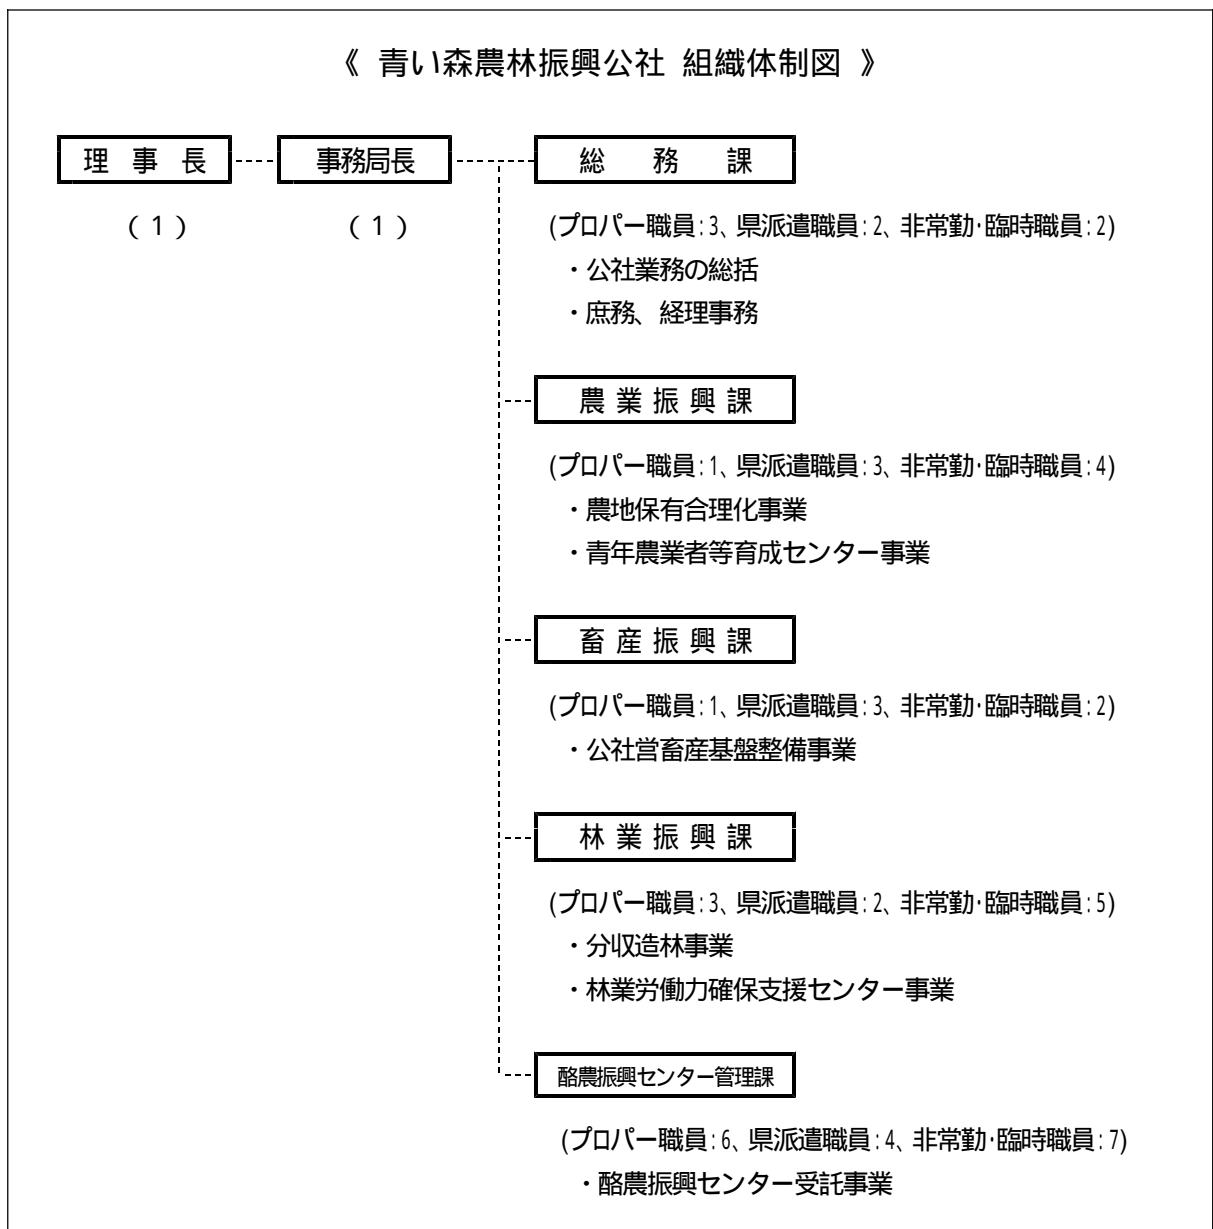 《 青い森農林振興公社 組織体制図 》
理事長 事務局長 総務課
(1) (1) (プロパー職員:3、県派遣職員:2、非常勤･臨時職員:2)
・公社業務の総括
・庶務、経理事務
農業振興課
(プロパー職員:1、県派遣職員:3、非常勤･臨時職員:4)
・農地保有合理化事業
・青年農業者等育成センター事業
畜産振興課
(プロパー職員:1、県派遣職員:3、非常勤･臨時職員:2)
・公社営畜産基盤整備事業
林業振興課
(プロパー職員:3、県派遣職員:2、非常勤･臨時職員:5)
・分収造林事業
・林業労働力確保支援センター事業
酪農振興センター管理課
(プロパー職員:6、県派遣職員:4、非常勤･臨時職員:7)
・酪農振興センター受託事業